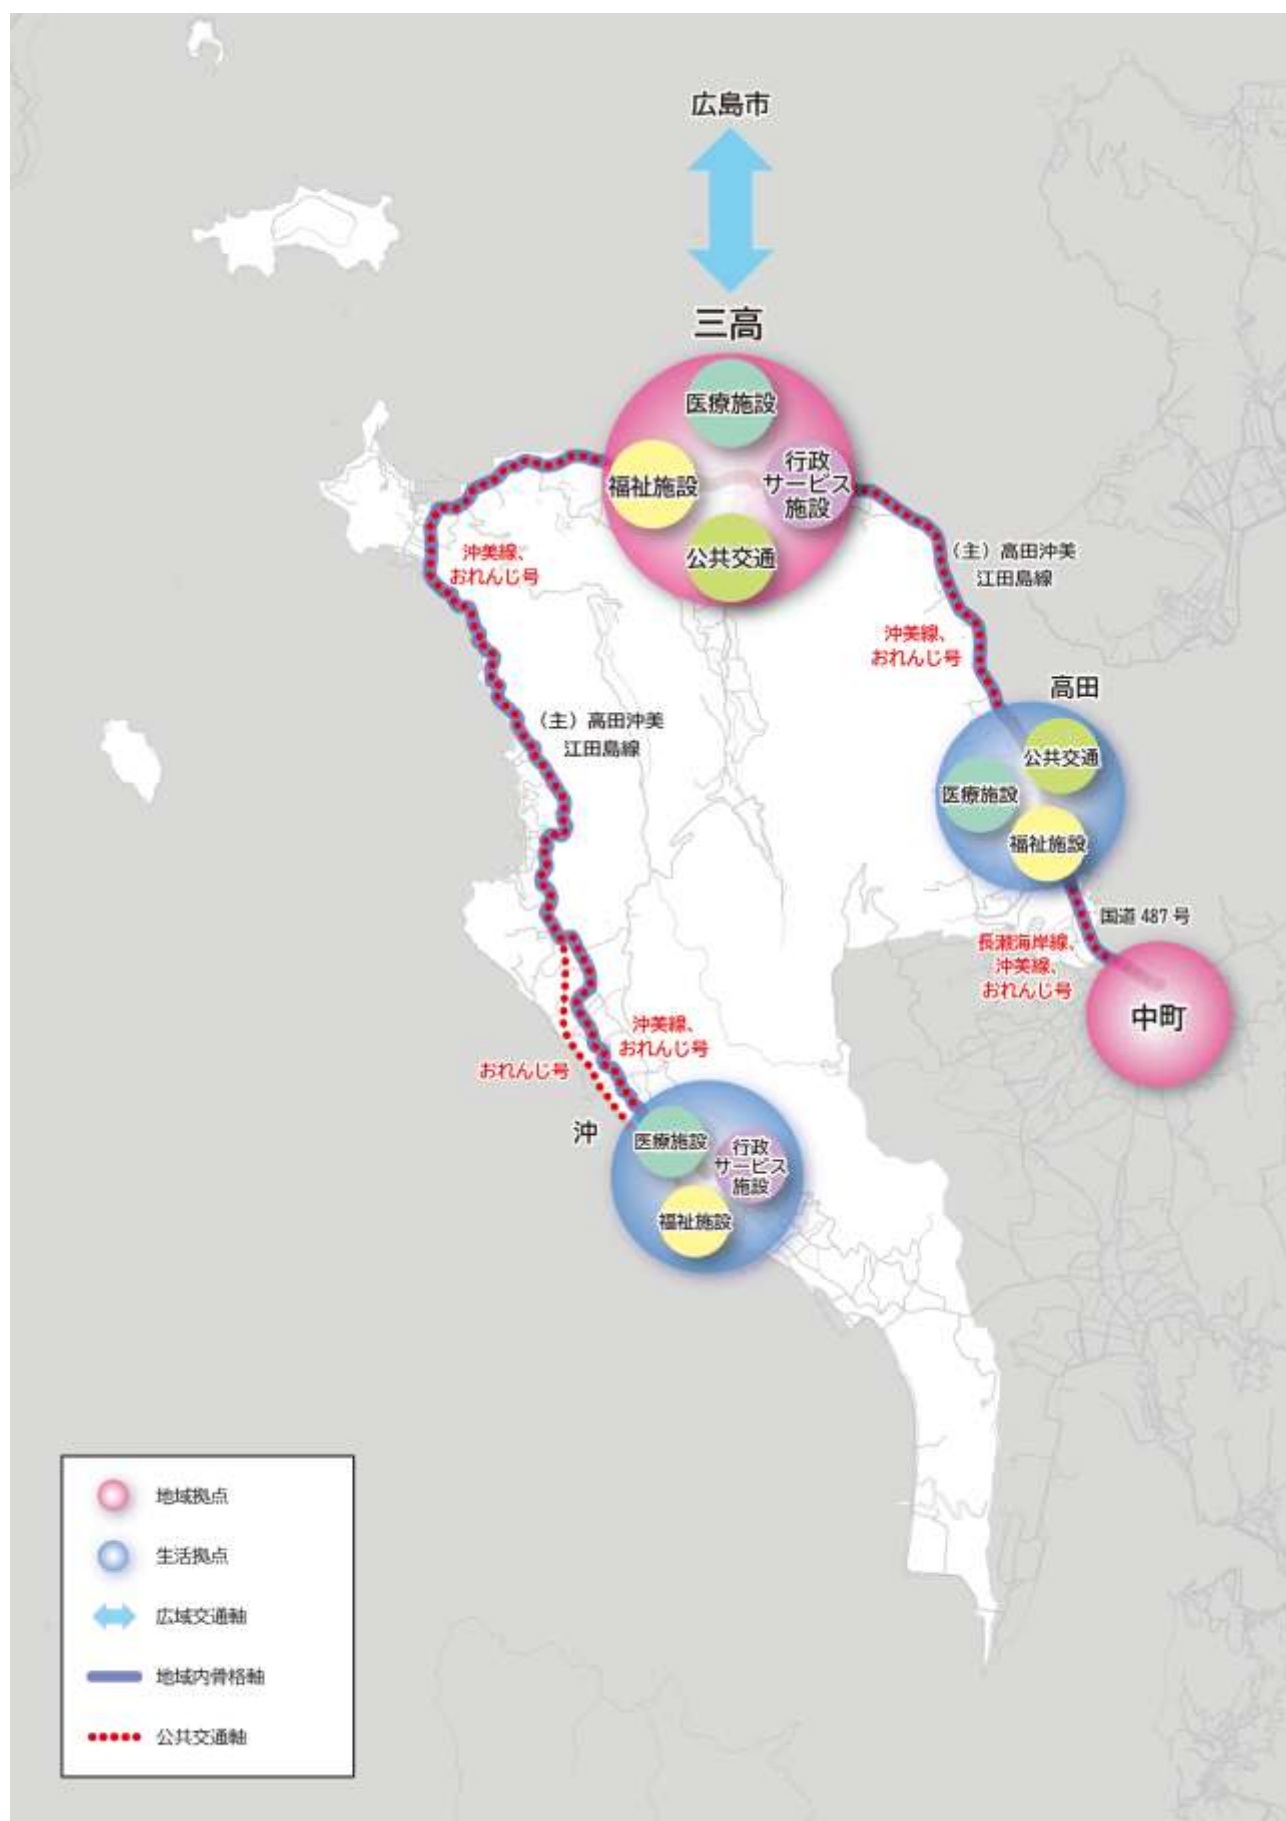 広島市
三高
医療施設
福祉施設
行政
サービス
施設
公共交通
沖美線、
おれんじ号
（主）高田沖美
江田島線
沖美線、
おれんじ号
高田
公共交通
医療施設
福祉施設
（主）高田沖美
江田島線
国道 487 号
長瀬海岸線、
沖美線、
おれんじ号
中町
沖美線、
おれんじ号
おれんじ号
沖
医療施設
行政
サービス
施設
福祉施設
地域拠点
生活拠点
広域交通軸
地域内骨格軸
公共交通軸